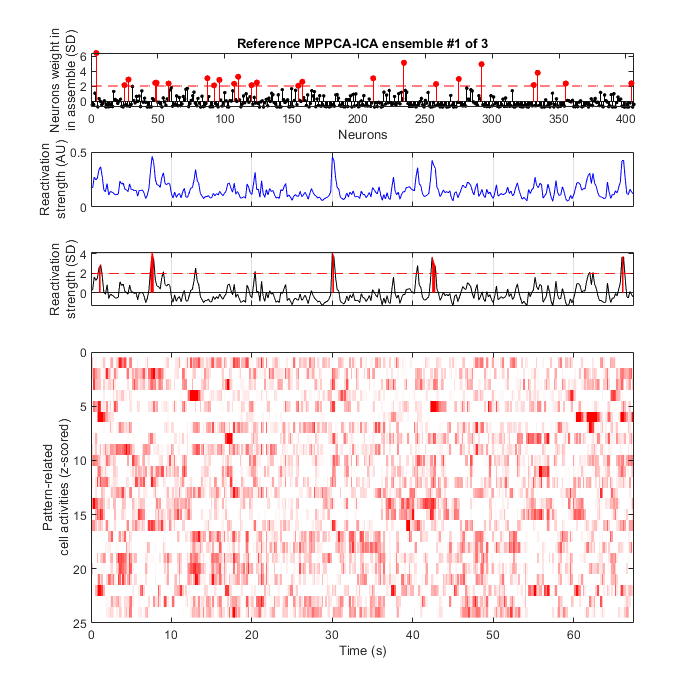 Reference MPPCA-ICA ensemble #1 of 3
Neurons weight in
in assemble (SD)
6
4
2
0
0 50 100 150 200 250 300 350 400
Neurons
Reactivation
strength (AU)
0.5
0
Reactivation
strength (SD)
4
2
0
Pattern-related
cell activities (z-scored)
0
5
10
15
20
25
0 10 20 30 40 50 60
Time (s)